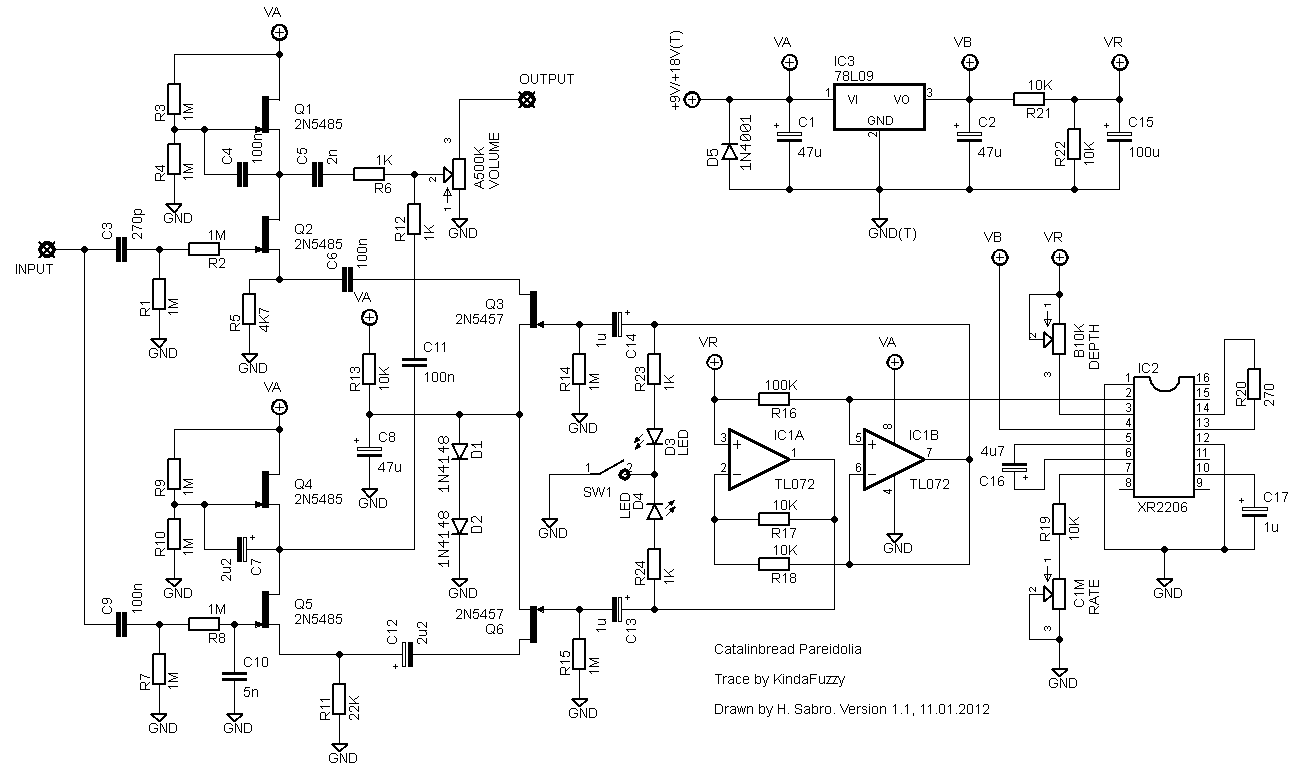 VA
OUTPUT
VA
VB
VR
+9V/+18V(T)
IC3
78L09
1
VI
VO
3
GND
2
10K
R21
D5
1N4001
C1
47u
C2
47u
R22
10K
C15
100u
GND(T)
R3
1M
Q1
2N5485
R4
1M
C4
100n
C5
2n
1K
R6
3
2
1
A500K
VOLUME
GND
GND
R12
1K
INPUT
C3
270p
1M
R2
Q2
2N5485
R1
1M
GND
R5
4K7
GND
C6
100n
VA
R13
10K
C11
100n
Q3
2N5457
1u
C14
R14
1M
GND
R23
1K
VB
VR
1
2
3
B10K
DEPTH
VR
VA
100K
R16
3
2
1
IC1A
TL072
5
6
7
8
4
IC1B
TL072
GND
10K
R17
10K
R18
IC2
1
2
3
4
5
6
7
8
16
15
14
13
12
11
10
9
XR2206
R20
270
4u7
C16
C17
1u
GND
R19
10K
1
2
3
C1M
RATE
GND
VA
C8
47u
GND
1N4148
D1
1N4148
D2
GND
D3
LED
1
2
SW1
GND
LED
D4
R24
1K
R9
1M
Q4
2N5485
R10
1M
GND
2u2
C7
C9
100n
1M
R8
Q5
2N5485
R7
1M
GND
C10
5n
GND
R11
22K
GND
C12
2u2
2N5457
Q6
1u
C13
R15
1M
GND
Catalinbread Pareidolia
Trace by KindaFuzzy
Drawn by H. Sabro. Version 1.1, 11.01.2012